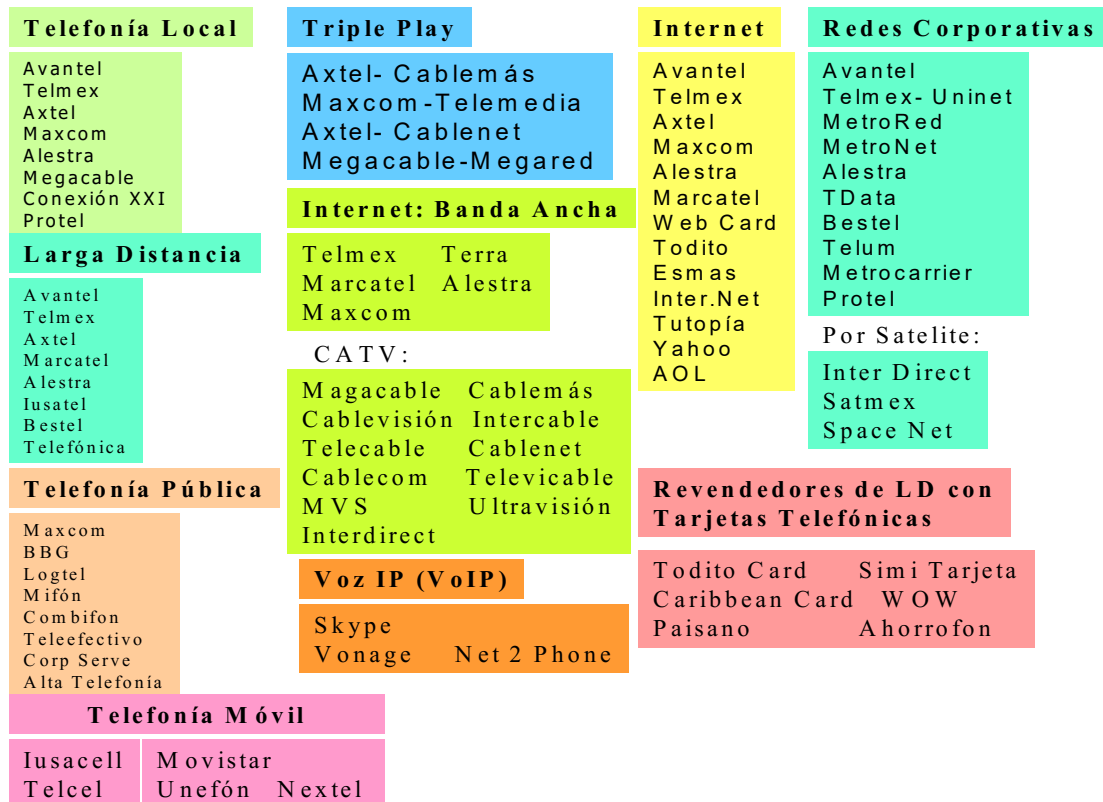 Telefonía Local
Avantel
Telmex
Axtel
Maxcom
Alestra
Megacable
Conexión XXI
Protel
Larga Distancia
Avantel
Telmex
Axtel
Marcatel
Alestra
Iusatel
Bestel
Telefónica
Telefonía Pública
Maxcom
BBG
Logtel
Mifón
Combifon
Teleefectivo
Corp Serve
Alta Telefonía
Telefonía Móvil
Iusacell Movistar
Telcel Unefón Nextel
Triple Play
Axtel- Cablemás
Maxcom-Telemedia
Axtel- Cablenet
Megacable-Megared
Internet: Banda Ancha
Telmex Terra
Marcatel Alestra
Maxcom
CATV:
Magacable Cablemás
Cablevisión Intercable
Telecable Cablenet
Cablecom Televicable
MVS Ultravisión
Interdirect
Voz IP (VoIP)
Skype
Vonage Net 2 Phone
Internet
Avantel
Telmex
Axtel
Maxcom
Alestra
Marcatel
Web Card
Todito
Esmas
Inter.Net
Tutopía
Yahoo
AOL
Redes Corporativas
Avantel
Telmex- Uninet
MetroRed
MetroNet
Alestra
TData
Bestel
Telum
Metrocarrier
Protel
Por Satelite:
Inter Direct
Satmex
Space Net
Revendedores de LD con
Tarjetas Telefónicas
Todito Card Simi Tarjeta
Caribbean Card WOW
Paisano Ahorrofon